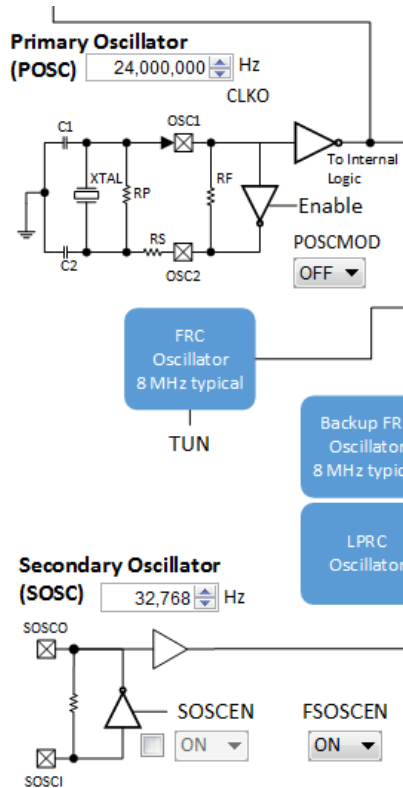 Primary Oscillator
(POSC) 24,000,000 Hz
CLKO
C1
OSC1
XTAL
RP
RF
To Internal
Logic
Enable
RS
C2
OSC2
POSCMOD
OFF
FRC
Oscillator
8 MHz typical
TUN
Backup FR
Oscillator
8 MHz typic
LPRC
Oscillator
Secondary Oscillator
(SOSC) 32,768 Hz
SOSCO
SOSCEN FSOSCEN
ON ON
SOSCI